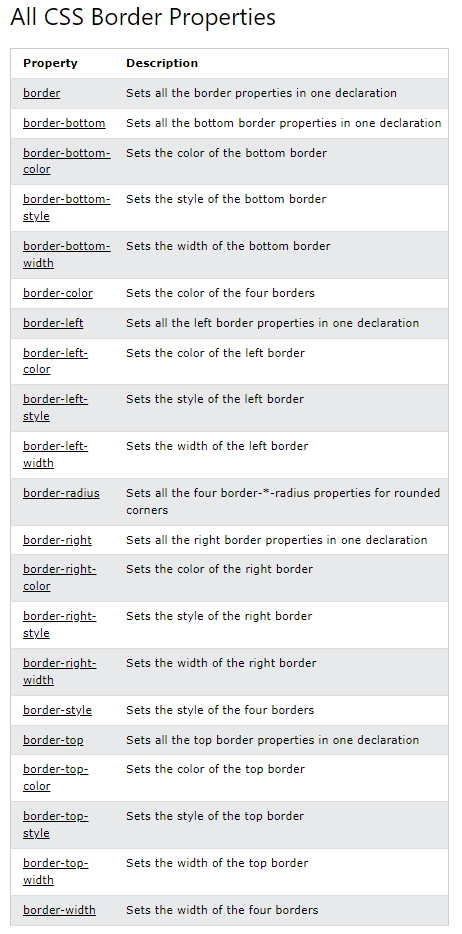 All CSS Border Properties
Property Description
border Sets all the border properties in one declaration
border-bottom Sets all the bottom border properties in one declaration
border-bottom- Sets the color of the bottom border
color
border-bottom- Sets the style of the bottom border
style
border-bottom- Sets the width of the bottom border
width
border-color Sets the color of the four borders
border-left Sets all the left border properties in one declaration
border-left- Sets the color of the left border
color
border-left- Sets the style of the left border
style
border-left- Sets the width of the left border
width
border-radius Sets all the four border-*-radius properties for rounded
corners
border-right Sets all the right border properties in one declaration
border-right- Sets the color of the right border
color
border-right- Sets the style of the right border
style
border-right- Sets the width of the right border
width
border-style Sets the style of the four borders
border-top Sets all the top border properties in one declaration
border-top- Sets the color of the top border
color
border-top- Sets the style of the top border
style
border-top- Sets the width of the top border
width
border-width Sets the width of the four borders